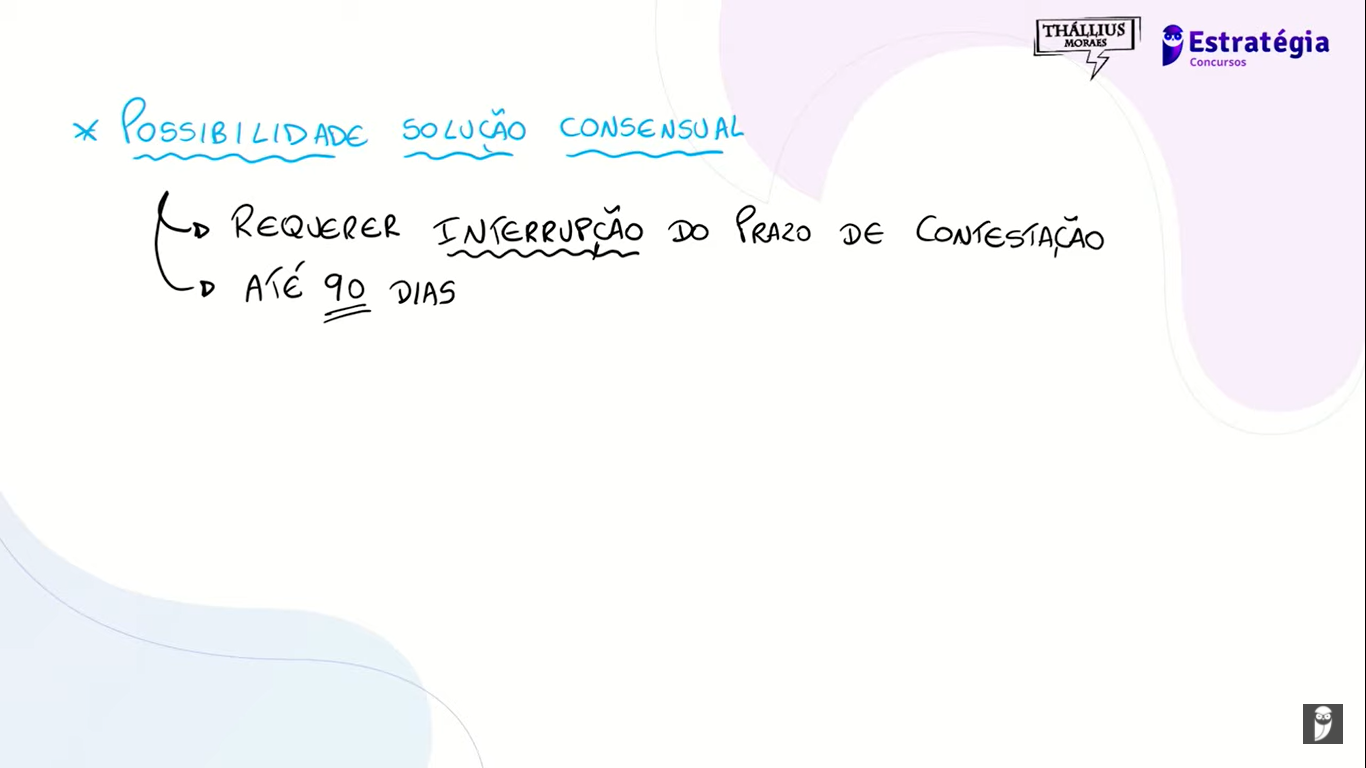 THÁLLIUS
MORAES
Estratégia
Concursos
* POSSIBILIDADE SOLUÇÃO CONSENSUAL
REQUERER INTERRUPÇÃO DO PRAZO DE CONTESTAÇÃO
ATÉ 90 DIAS